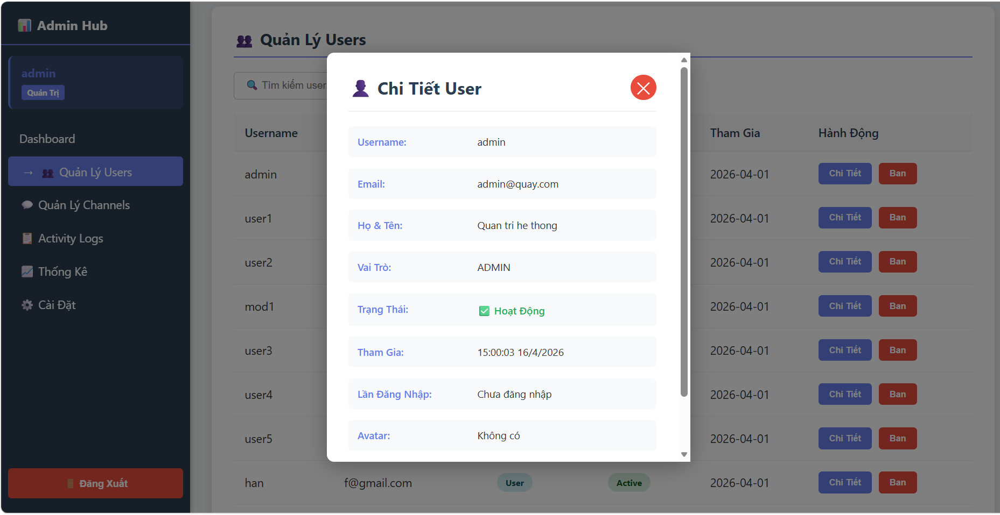 Admin Hub
admin
Quản Trị
Dashboard
→ Quản Lý Users
Quản Lý Channels
Activity Logs
Thống Kê
Cài Đặt
Đăng Xuất
Quản Lý Users
Tìm kiếm user
Username Tham Gia Hành Động
admin 2026-04-01 Chi Tiết Ban
user1 2026-04-01 Chi Tiết Ban
user2 2026-04-01 Chi Tiết Ban
mod1 2026-04-01 Chi Tiết Ban
user3 2026-04-01 Chi Tiết Ban
user4 2026-04-01 Chi Tiết Ban
user5 2026-04-01 Chi Tiết Ban
han f@gmail.com User Active 2026-04-01 Chi Tiết Ban
Chi Tiết User
Username: admin
Email: admin@quay.com
Họ & Tên: Quan tri he thong
Vai Trò: ADMIN
Trạng Thái: Hoạt Động
Tham Gia: 15:00:03 16/4/2026
Lần Đăng Nhập: Chưa đăng nhập
Avatar: Không có